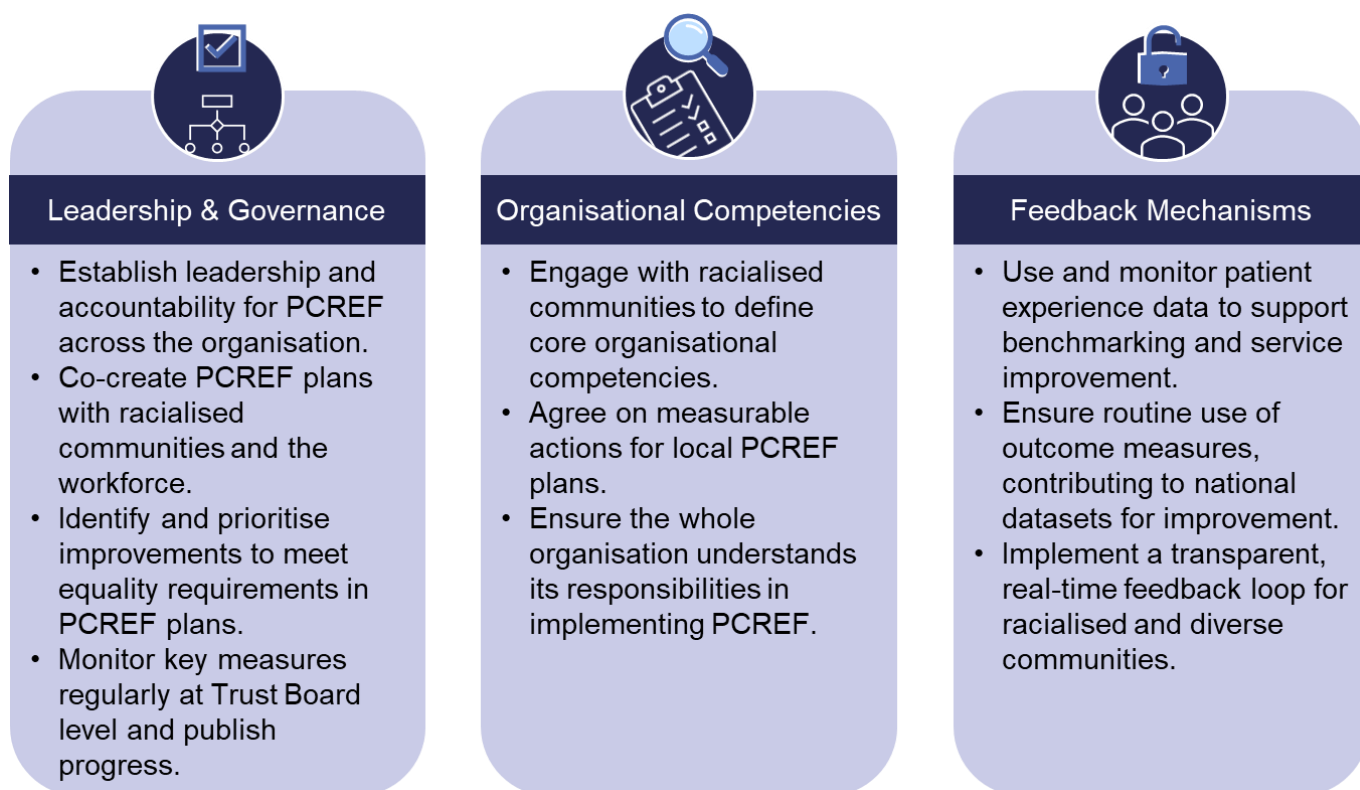 Leadership & Governance
• Establish leadership and
accountability for PCREF
across the organisation.
• Co-create PCREF plans
with racialised
communities and the
workforce.
• Identify and prioritise
improvements to meet
equality requirements in
PCREF plans.
• Monitor key measures
regularly at Trust Board
level and publish
progress.
Organisational Competencies
• Engage with racialised
communities to define
core organisational
competencies.
• Agree on measurable
actions for local PCREF
plans.
• Ensure the whole
organisation understands
its responsibilities in
implementing PCREF.
Feedback Mechanisms
• Use and monitor patient
experience data to support
benchmarking and service
improvement.
• Ensure routine use of
outcome measures,
contributing to national
datasets for improvement.
• Implement a transparent,
real-time feedback loop for
racialised and diverse
communities.